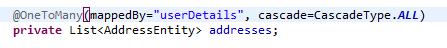 @OneToMany(mappedBy="userDetails", cascade=CascadeType.ALL)
private List<AddressEntity> addresses;